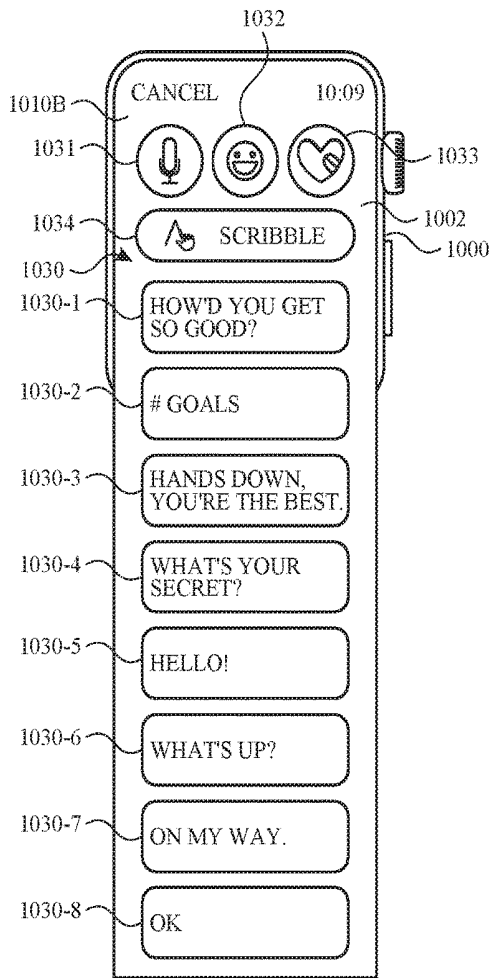 1032
CANCEL 10:09
1010B
1031
1033
1034
SCRIBBLE
1002
1000
1030
1030-1
HOW'D YOU GET
SO GOOD?
1030-2
# GOALS
1030-3
HANDS DOWN,
YOU'RE THE BEST.
1030-4
WHAT'S YOUR
SECRET?
1030-5
HELLO!
1030-6
WHAT'S UP?
1030-7
ON MY WAY.
1030-8
OK